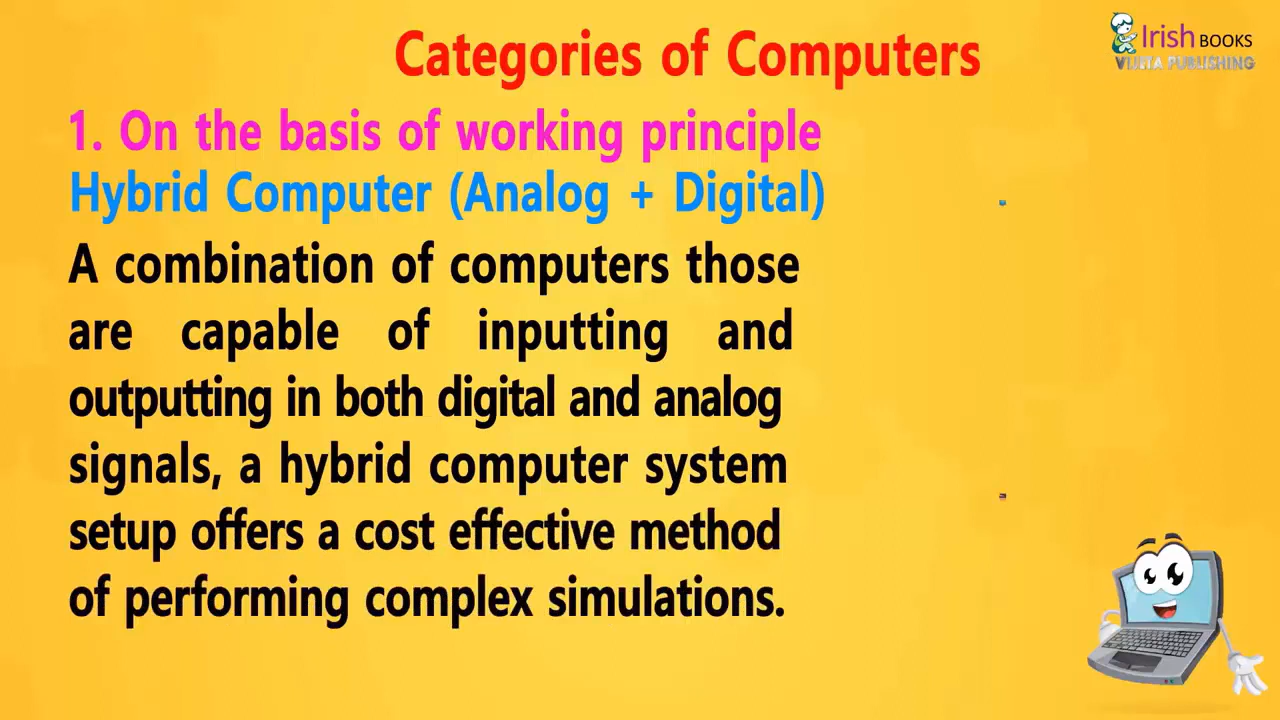 Categories of Computers
Irish BOOKS
VIJETA PUBLISHING
1. On the basis of working principle
Hybrid Computer (Analog + Digital)
A combination of computers those
are capable of inputting and
outputting in both digital and analog
signals, a hybrid computer system
setup offers a cost effective method
of performing complex simulations.